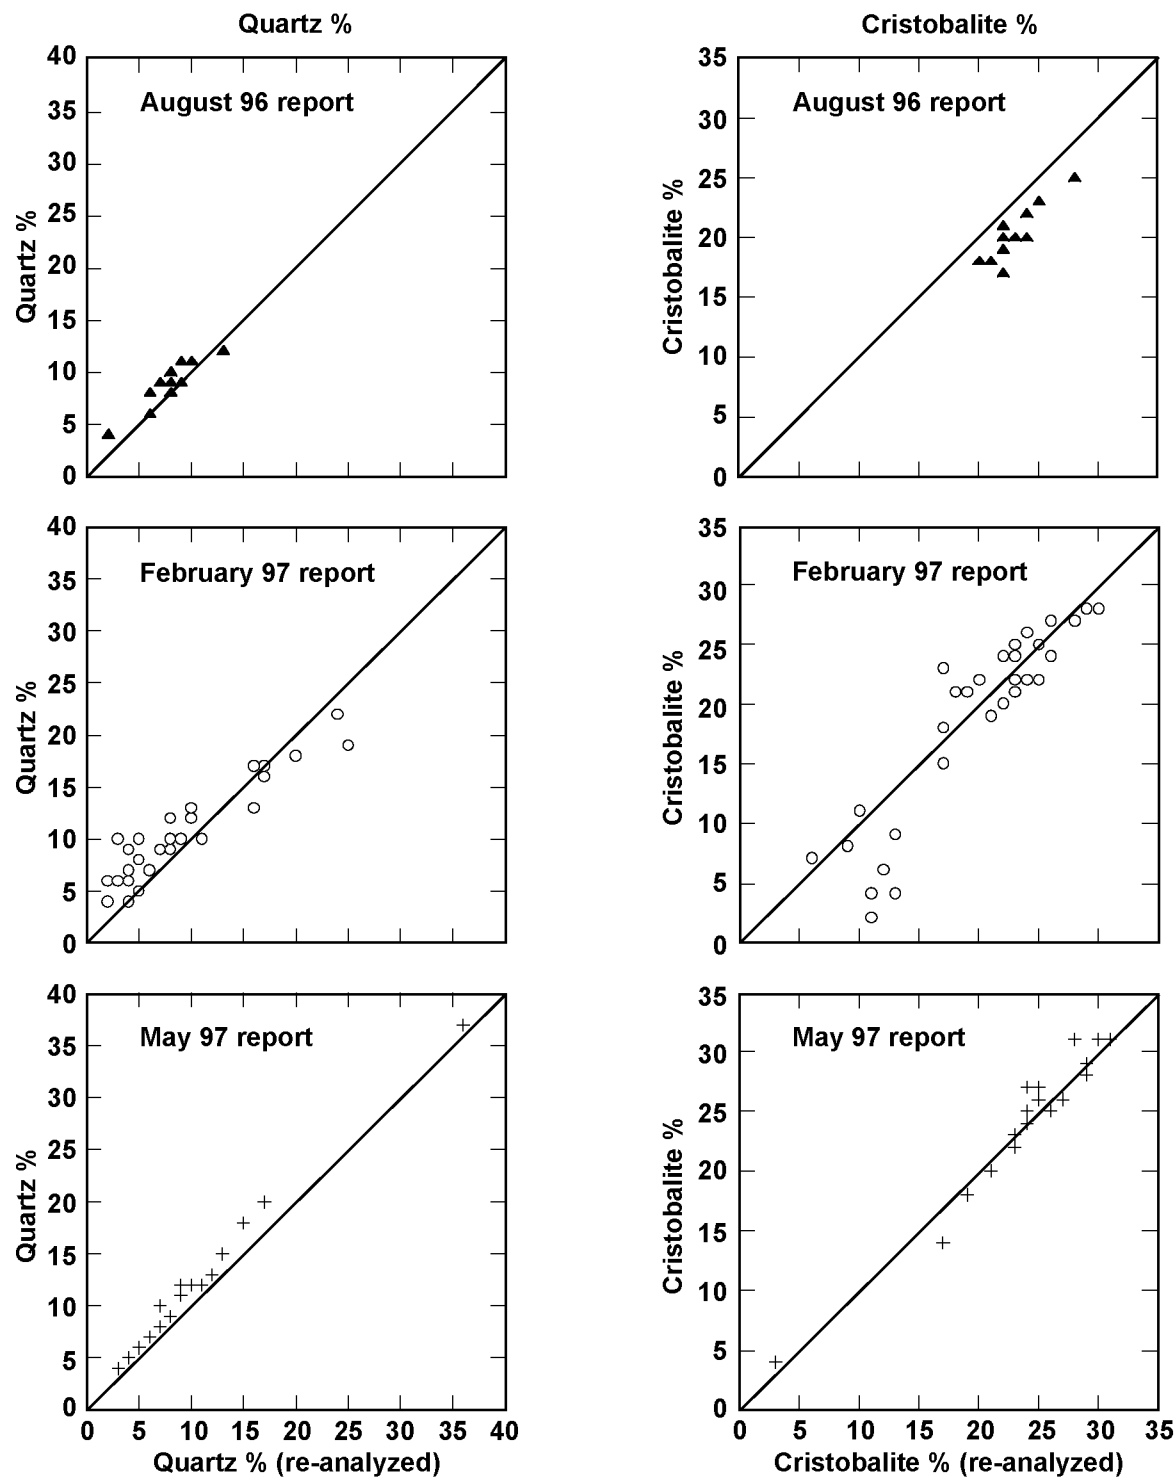 Quartz %
Cristobalite %
40
35
30
25
20
15
10
5
0
Quartz %
August 96 report
35
30
25
20
15
10
5
0
Cristobalite %
August 96 report
40
35
30
25
20
15
10
5
0
Quartz %
February 97 report
35
30
25
20
15
10
5
0
Cristobalite %
February 97 report
40
35
30
25
20
15
10
5
0
Quartz %
May 97 report
0 5 10 15 20 25 30 35 40
Quartz % (re-analyzed)
35
30
25
20
15
10
5
0
Cristobalite %
May 97 report
0 5 10 15 20 25 30 35
Cristobalite % (re-analyzed)